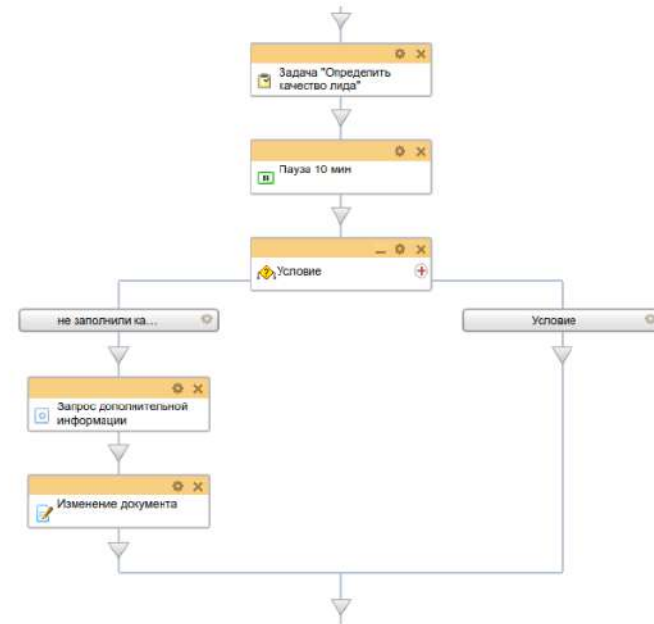 Задача "Определить
качество лида"
Пауза 10 мин
Условие
не заполнили ка...
Условие
Запрос дополнительной
информации
Изменение документа